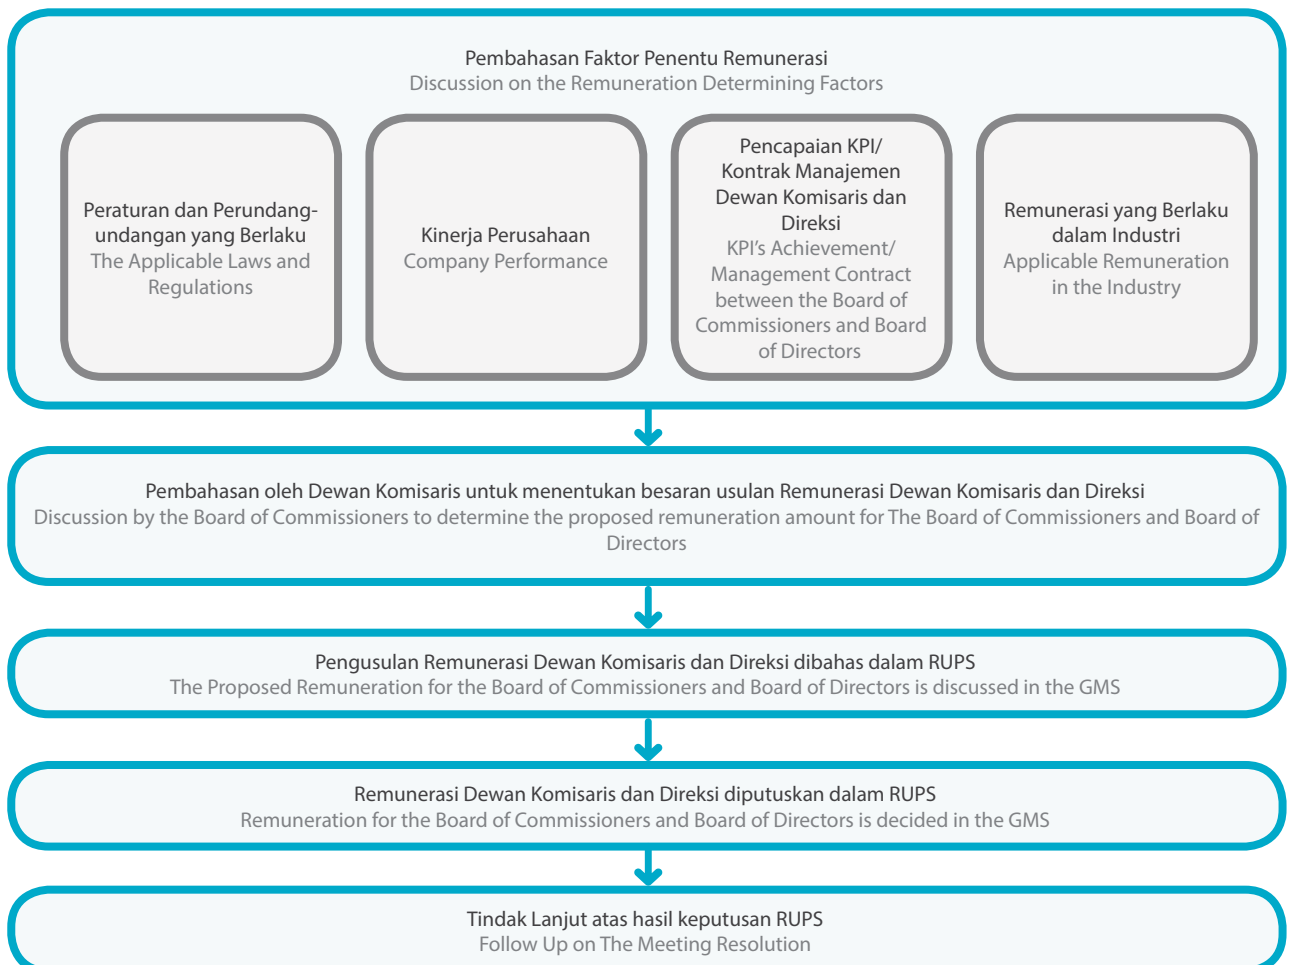 Pembahasan Faktor Penentu Remunerasi
Discussion on the Remuneration Determining Factors
Peraturan dan Perundang-
undangan yang Berlaku
The Applicable Laws and
Regulations
Kinerja Perusahaan
Company Performance
Pencapaian KPI/
Kontrak Manajemen
Dewan Komisaris dan
Direksi
KPI’s Achievement/
Management Contract
between the Board of
Commissioners and Board
of Directors
Remunerasi yang Berlaku
dalam Industri
Applicable Remuneration
in the Industry
Pembahasan oleh Dewan Komisaris untuk menentukan besaran usulan Remunerasi Dewan Komisaris dan Direksi
Discussion by the Board of Commissioners to determine the proposed remuneration amount for The Board of Commissioners and Board of
Directors
Pengusulan Remunerasi Dewan Komisaris dan Direksi dibahas dalam RUPS
The Proposed Remuneration for the Board of Commissioners and Board of Directors is discussed in the GMS
Remunerasi Dewan Komisaris dan Direksi diputuskan dalam RUPS
Remuneration for the Board of Commissioners and Board of Directors is decided in the GMS
Tindak Lanjut atas hasil keputusan RUPS
Follow Up on The Meeting Resolution